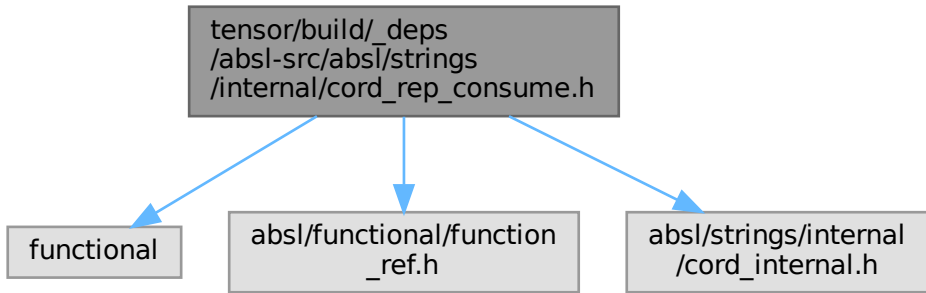 tensor/build/_deps
/absl-src/absl/strings
/internal/cord_rep_consume.h
functional
absl/functional/function
_ref.h
absl/strings/internal
/cord_internal.h